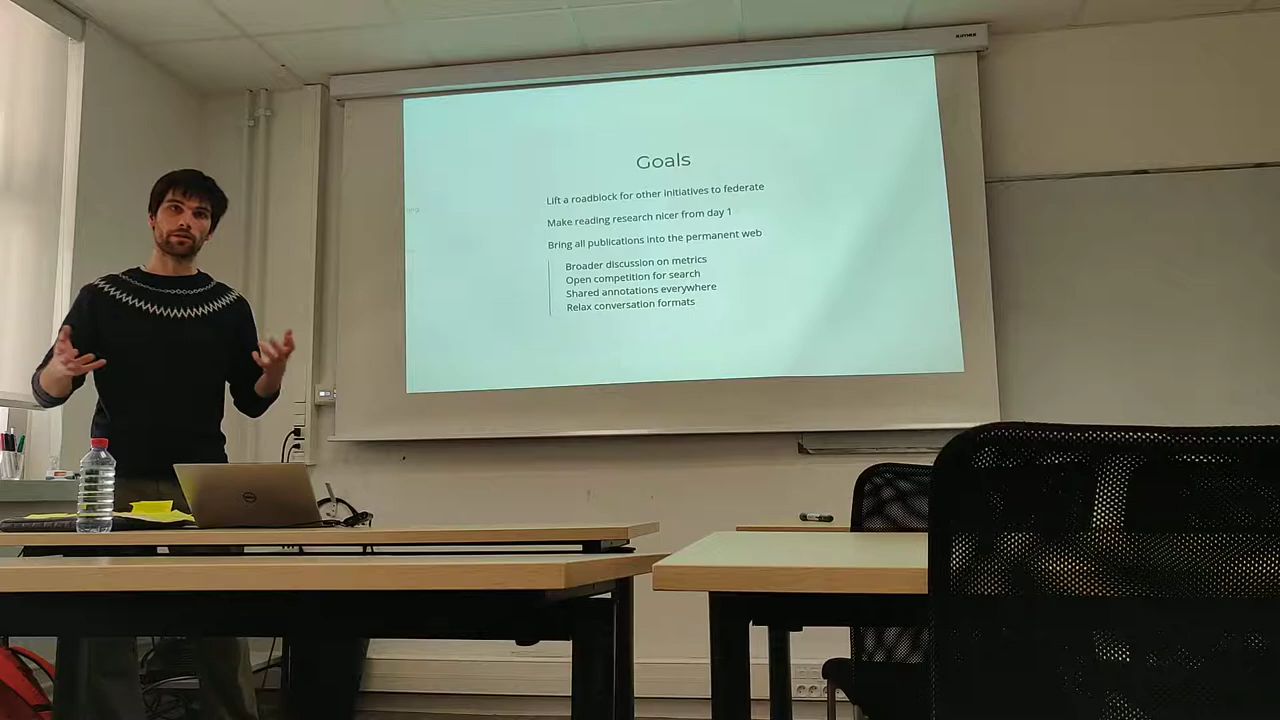 Goals
Lift a roadblock for other initiatives to federate
Make reading research nicer from day 1
Bring all publications into the permanent web
Broader discussion on metrics
Open competition for search
Shared annotations everywhere
Relax conversation formats
DELL